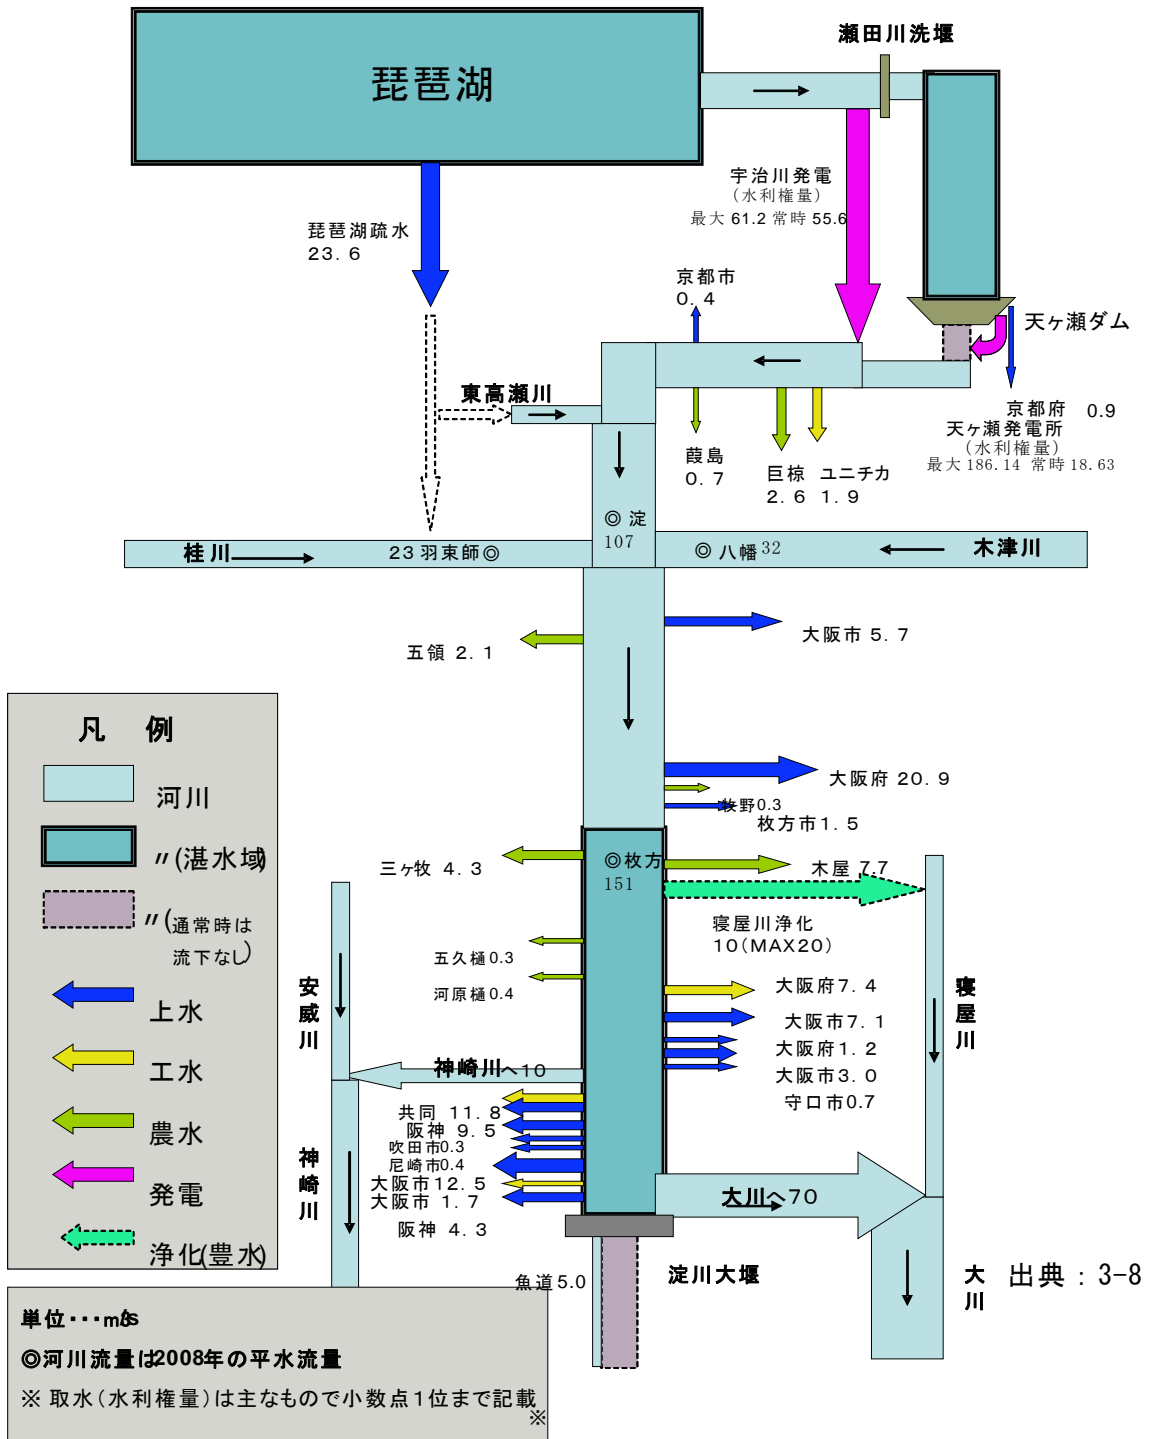 瀬田川洗堰
琵琶湖
宇治川発電
(水利権量)
最大 61.2 常時 55.6
琵琶湖疏水
23.6
京都市
0.4
天ヶ瀬ダム
東高瀬川
京都府 0.9
天ヶ瀬発電所
(水利権量)
最大 186.14 常時 18.63
葭島
0.7
巨椋
2.6
ユニチカ
1.9
◎ 淀
107
桂川
23 羽束師◎
◎ 八幡 32
木津川
五領 2.1
大阪市 5.7
大阪府 20.9
牧野0.3
枚方市1.5
三ヶ牧 4.3
◎枚方
151
木屋 7.7
寝屋川浄化
10(MAX20)
五久樋0.3
河原樋0.4
大阪府7.4
大阪市7.1
大阪府1.2
大阪市3.0
守口市0.7
安威川
寝屋川
神崎川へ10
共同 11.8
阪神 9.5
吹田市0.3
尼崎市0.4
大阪市12.5
大阪市 1.7
阪神 4.3
神崎川
大川へ70
魚道5.0
淀川大堰
大川
出典：3-8
凡 例
河川
〃(湛水域)
〃(通常時は
流下なし)
上水
工水
農水
発電
浄化(豊水)
単位・・・m3/s
◎河川流量は2008年の平水流量
※ 取水(水利権量)は主なもので小数点1位まで記載
※